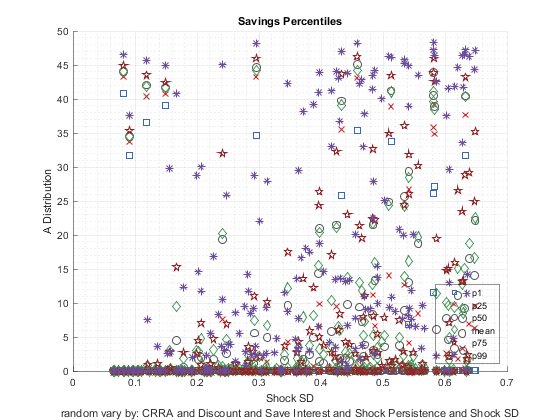 Savings Percentiles
50
45
40
35
30
25
20
15
10
5
0
A Distribution
p1
p25
p50
mean
p75
p99
0
0.1
0.2
0.3
0.4
0.5
0.6
0.7
Shock SD
random vary by: CRRA and Discount and Save Interest and Shock Persistence and Shock SD